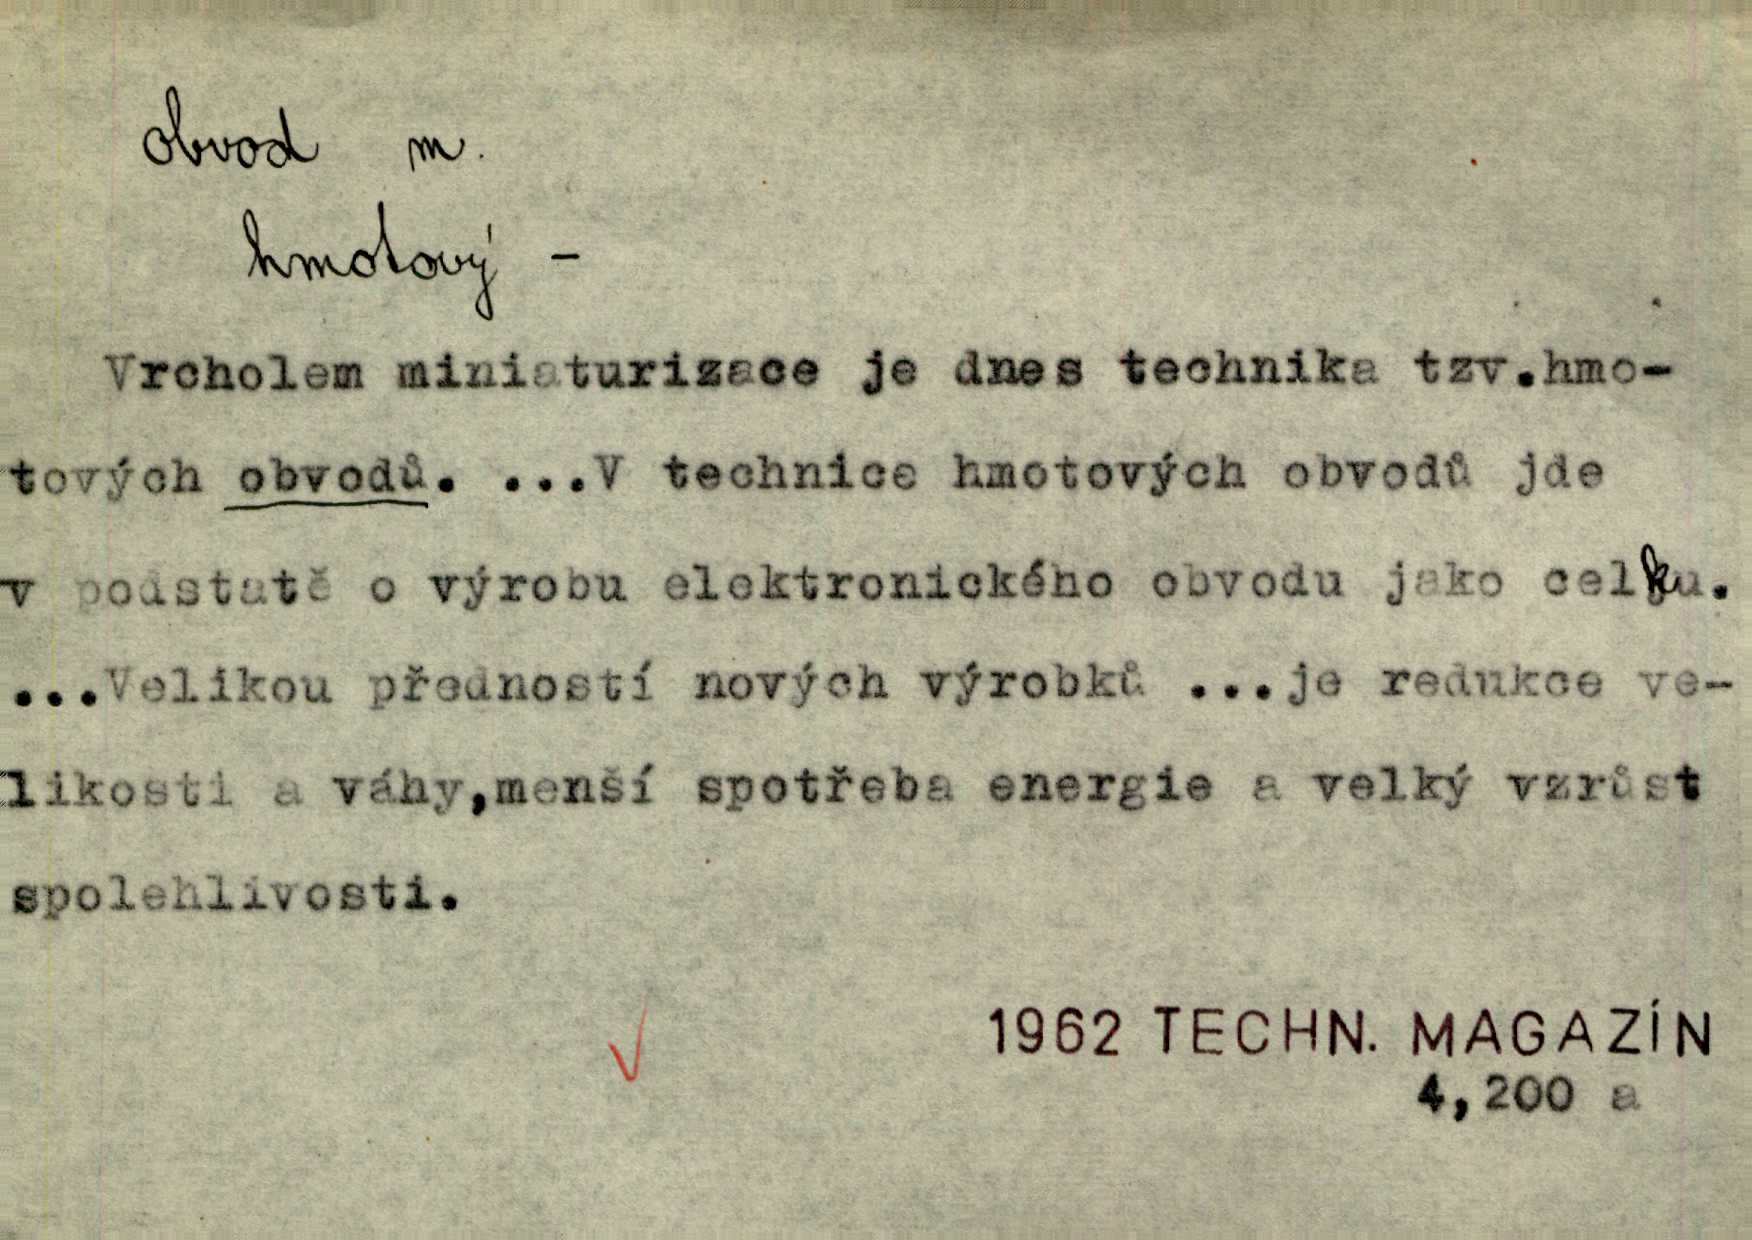 obvod m.
hmotový -
Vrcholem miniaturizace je dnes technika tzv.hmo-
tových obvodů. ...V technice hmotových obvodů jde
v podstatě o výrobu elektronického obvodu jako celku.
...Velikou předností nových výrobků ...je redukce ve-
likosti a váhy,menší spotřeba energie a velký vzrůst
spolehlivosti.
1962 TECHN. MAGAZÍN
4,200 a